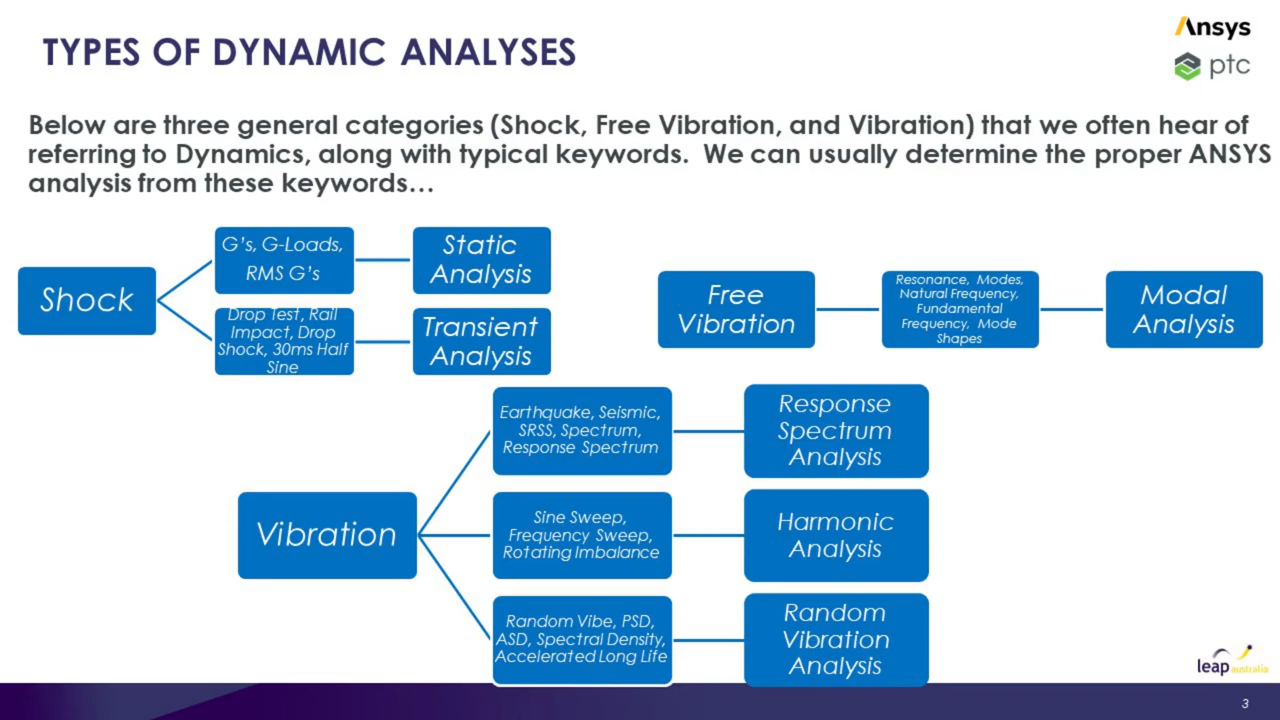 TYPES OF DYNAMIC ANALYSES
Ansys
ptc
Below are three general categories (Shock, Free Vibration, and Vibration) that we often hear of
referring to Dynamics, along with typical keywords.  We can usually determine the proper ANSYS
analysis from these keywords…
Shock
G's, G-Loads,
RMS G's
Static
Analysis
Drop Test, Rail
Impact, Drop
Shock, 30ms Half
Sine
Transient
Analysis
Free
Vibration
Resonance, Modes,
Natural Frequency,
Fundamental
Frequency, Mode
Shapes
Modal
Analysis
Vibration
Earthquake, Seismic,
SRSS, Spectrum,
Response Spectrum
Response
Spectrum
Analysis
Sine Sweep,
Frequency Sweep,
Rotating Imbalance
Harmonic
Analysis
Random Vibe, PSD,
ASD, Spectral Density,
Accelerated Long Life
Random
Vibration
Analysis
leap australia
3